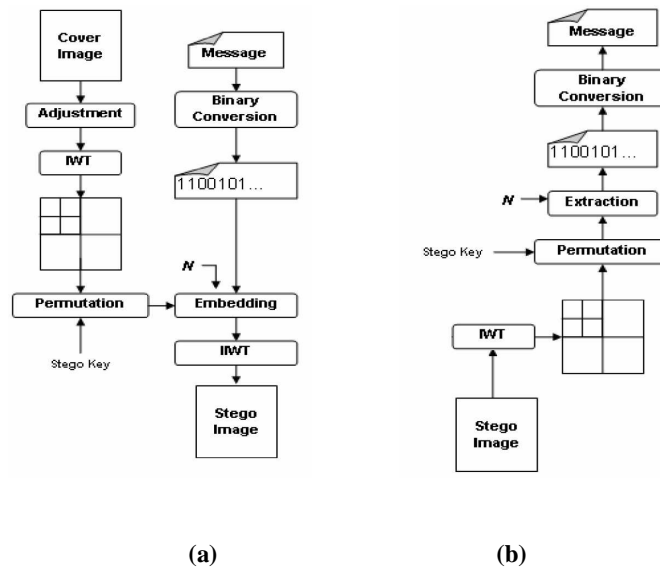 Cover
Image
Adjustment
IWT
Permutation
Stego Key
Message
Binary
Conversion
1100101...
N
Embedding
IIWT
Stego
Image
(a)
Message
Binary
Conversion
1100101...
N
Extraction
Stego Key
Permutation
IWT
Stego
Image
(b)